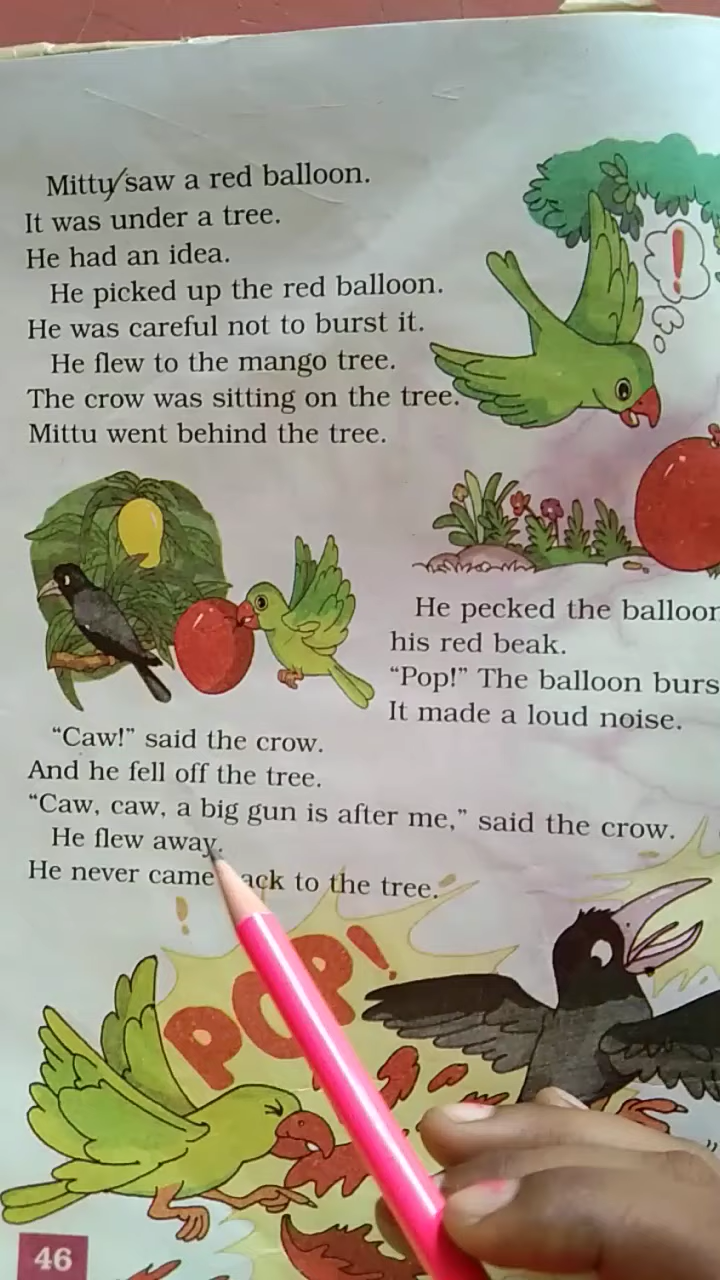 Mitty saw a red balloon.
It was under a tree.
He had an idea.
He picked up the red balloon.
He was careful not to burst it.
He flew to the mango tree.
The crow was sitting on the tree.
Mittu went behind the tree.
!
He pecked the balloon
his red beak.
“Pop!” The balloon burs
It made a loud noise.
“Caw!” said the crow.
And he fell off the tree.
“Caw, caw, a big gun is after me,” said the crow.
He flew away.
He never came ack to the tree.
POP!
46